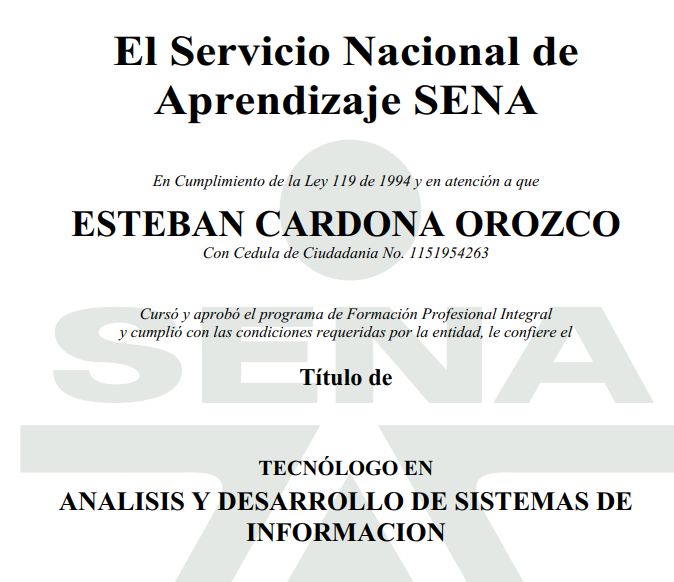 El Servicio Nacional de
Aprendizaje SENA
En Cumplimiento de la Ley 119 de 1994 y en atención a que
ESTEBAN CARDONA OROZCO
Con Cedula de Ciudadania No. 1151954263
Cursó y aprobó el programa de Formación Profesional Integral
y cumplió con las condiciones requeridas por la entidad, le confiere el
SENA
Título de
TECNÓLOGO EN
ANALISIS Y DESARROLLO DE SISTEMAS DE
INFORMACION